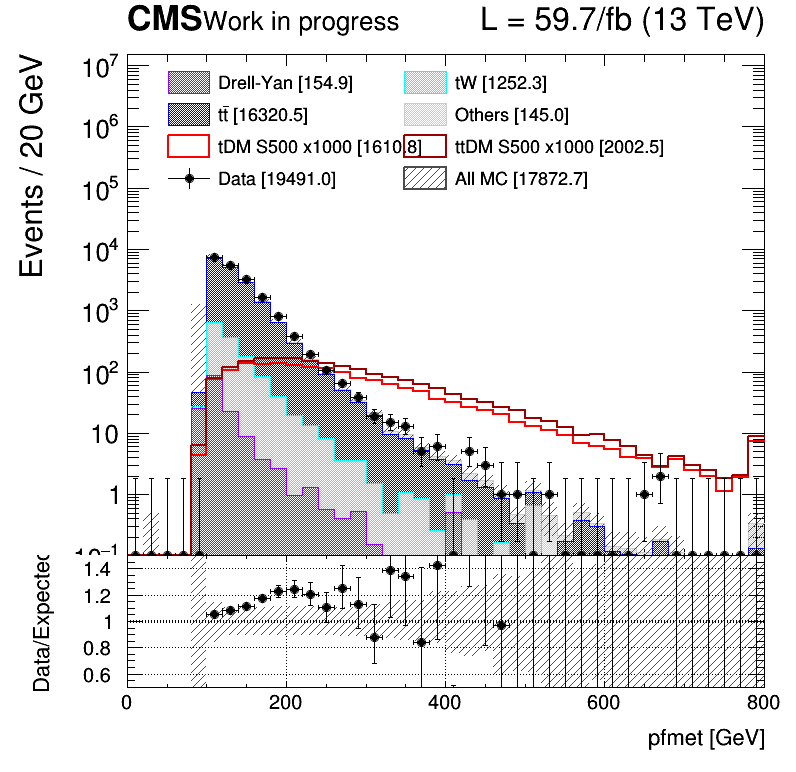 CMS Work in progress L = 59.7/fb (13 TeV)
Events / 20 GeV
Drell-Yan [154.9] tW [1252.3]
tt̄ [16320.5] Others [145.0]
tDM S500 x1000 [1610.8] ttDM S500 x1000 [2002.5]
Data [19491.0] All MC [17872.7]
10⁷
10⁶
10⁵
10⁴
10³
10²
10
1
10⁻¹
Data/Expected
1.4
1.2
1
0.8
0.6
0 200 400 600 800
pfmet [GeV]